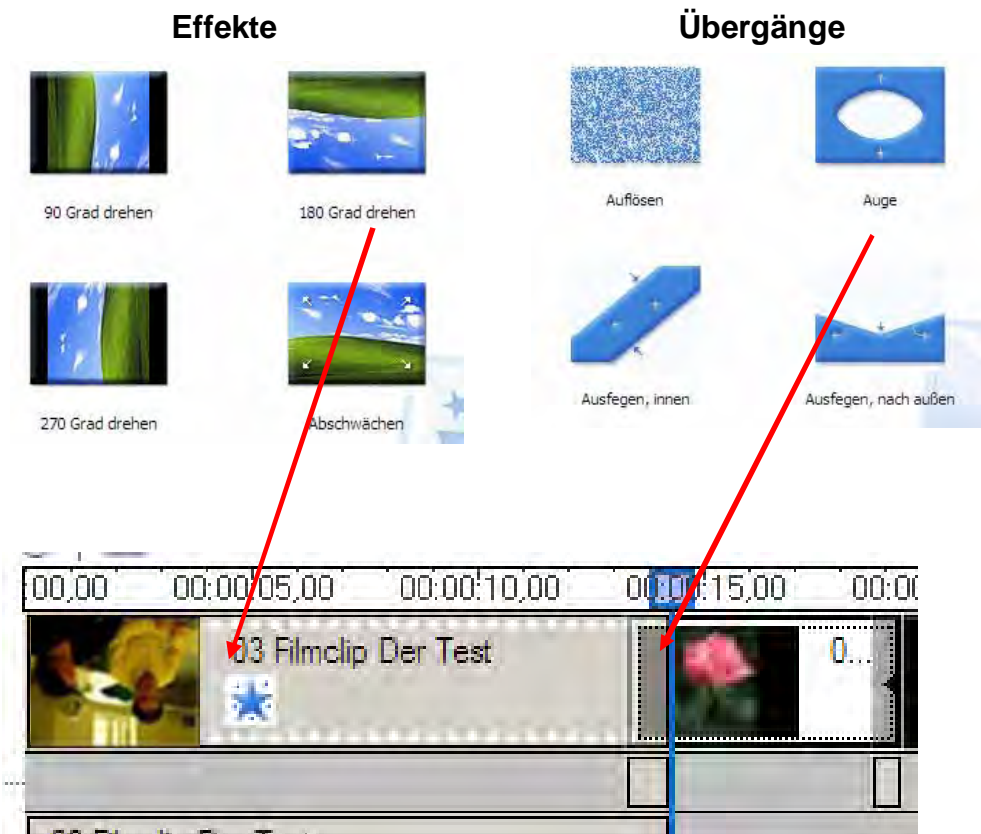 Effekte
Übergänge
90 Grad drehen
180 Grad drehen
Auflösen
Auge
270 Grad drehen
Abschwächen
Ausfegen, innen
Ausfegen, nach außen
00,00 00:00:05,00 00:00:10,00 00:00:15,00 00:00
03 Filmclip Der Test
0...